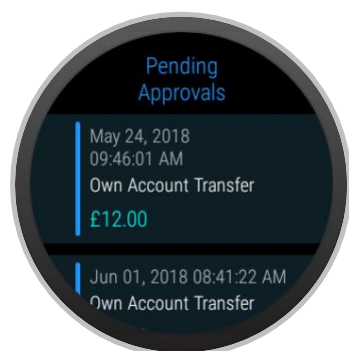 Pending
Approvals
May 24, 2018
09:46:01 AM
Own Account Transfer
£12.00
Jun 01, 2018 08:41:22 AM
Own Account Transfer